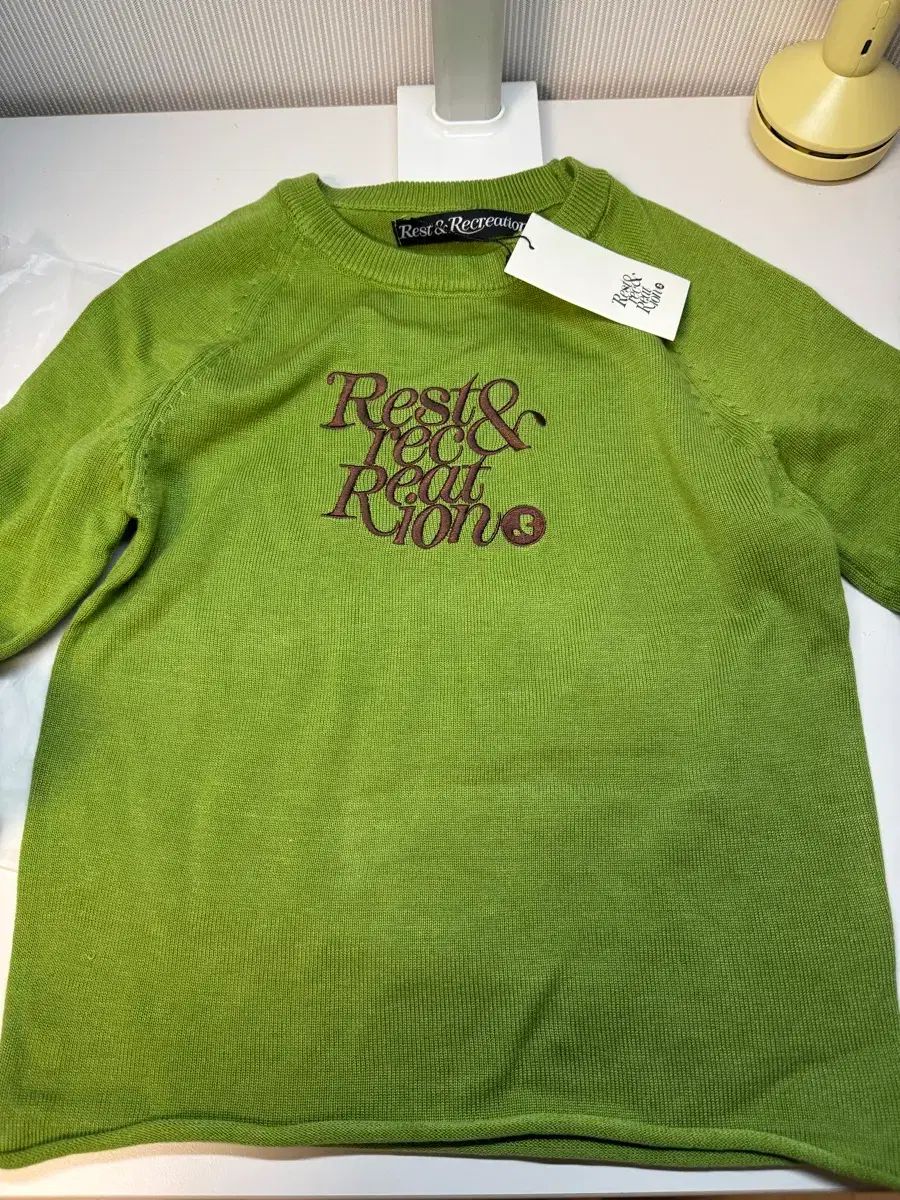 Rest & Recreation
Rest&
rec&
Reat
ion
Rest&
rec
Reat
ion